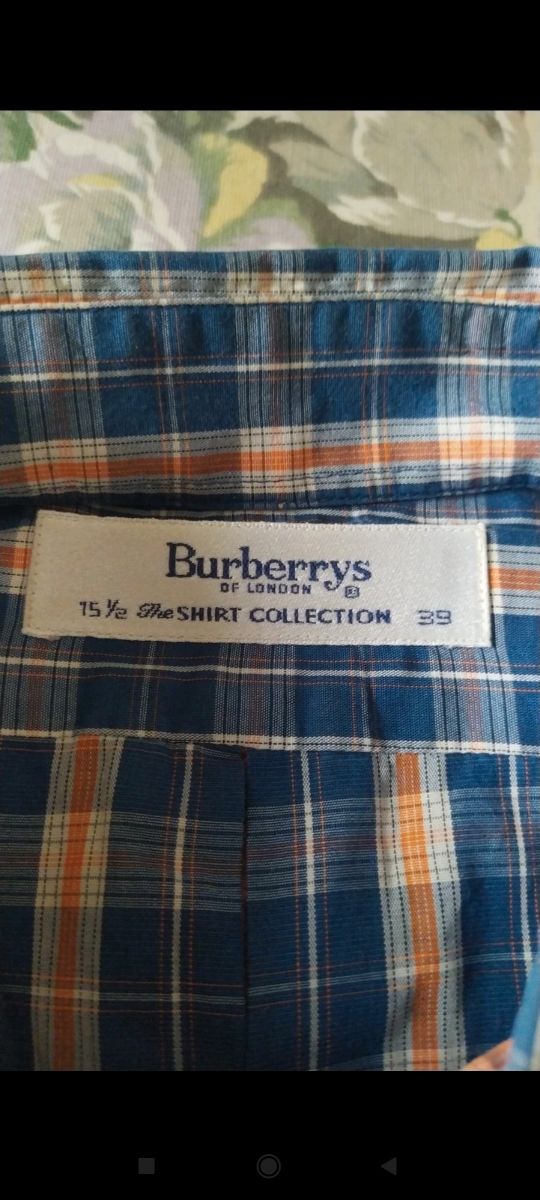 Burberrys
OF LONDON ®
15 ½ The SHIRT COLLECTION 39